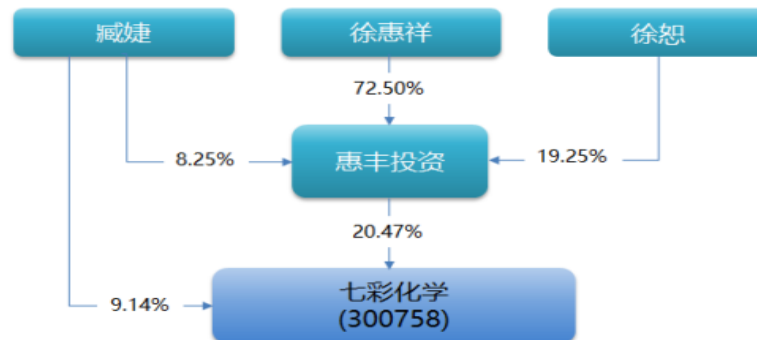 臧婕
徐惠祥
徐恕
72.50%
8.25%
惠丰投资
19.25%
20.47%
9.14%
七彩化学
(300758)